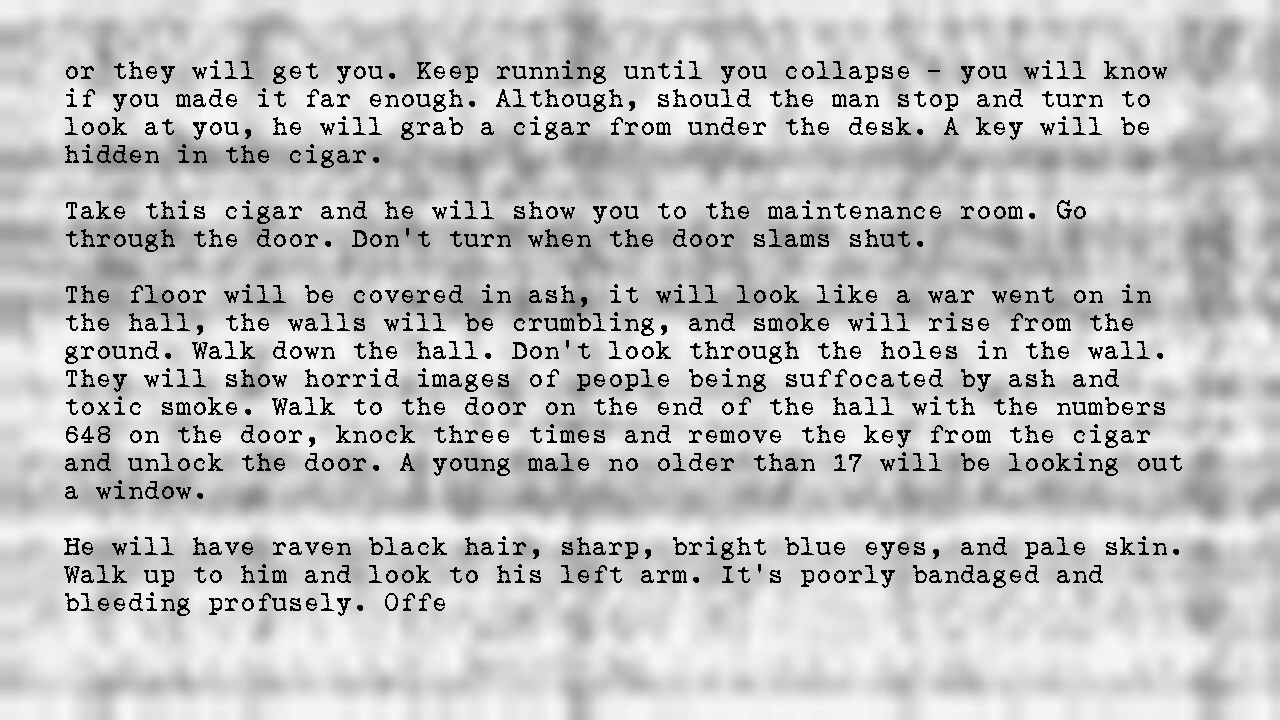 or they will get you. Keep running until you collapse – you will know
if you made it far enough. Although, should the man stop and turn to
look at you, he will grab a cigar from under the desk. A key will be
hidden in the cigar.

Take this cigar and he will show you to the maintenance room. Go
through the door. Don't turn when the door slams shut.

The floor will be covered in ash, it will look like a war went on in
the hall, the walls will be crumbling, and smoke will rise from the
ground. Walk down the hall. Don't look through the holes in the wall.
They will show horrid images of people being suffocated by ash and
toxic smoke. Walk to the door on the end of the hall with the numbers
648 on the door, knock three times and remove the key from the cigar
and unlock the door. A young male no older than 17 will be looking out
a window.

He will have raven black hair, sharp, bright blue eyes, and pale skin.
Walk up to him and look to his left arm. It's poorly bandaged and
bleeding profusely. Offe